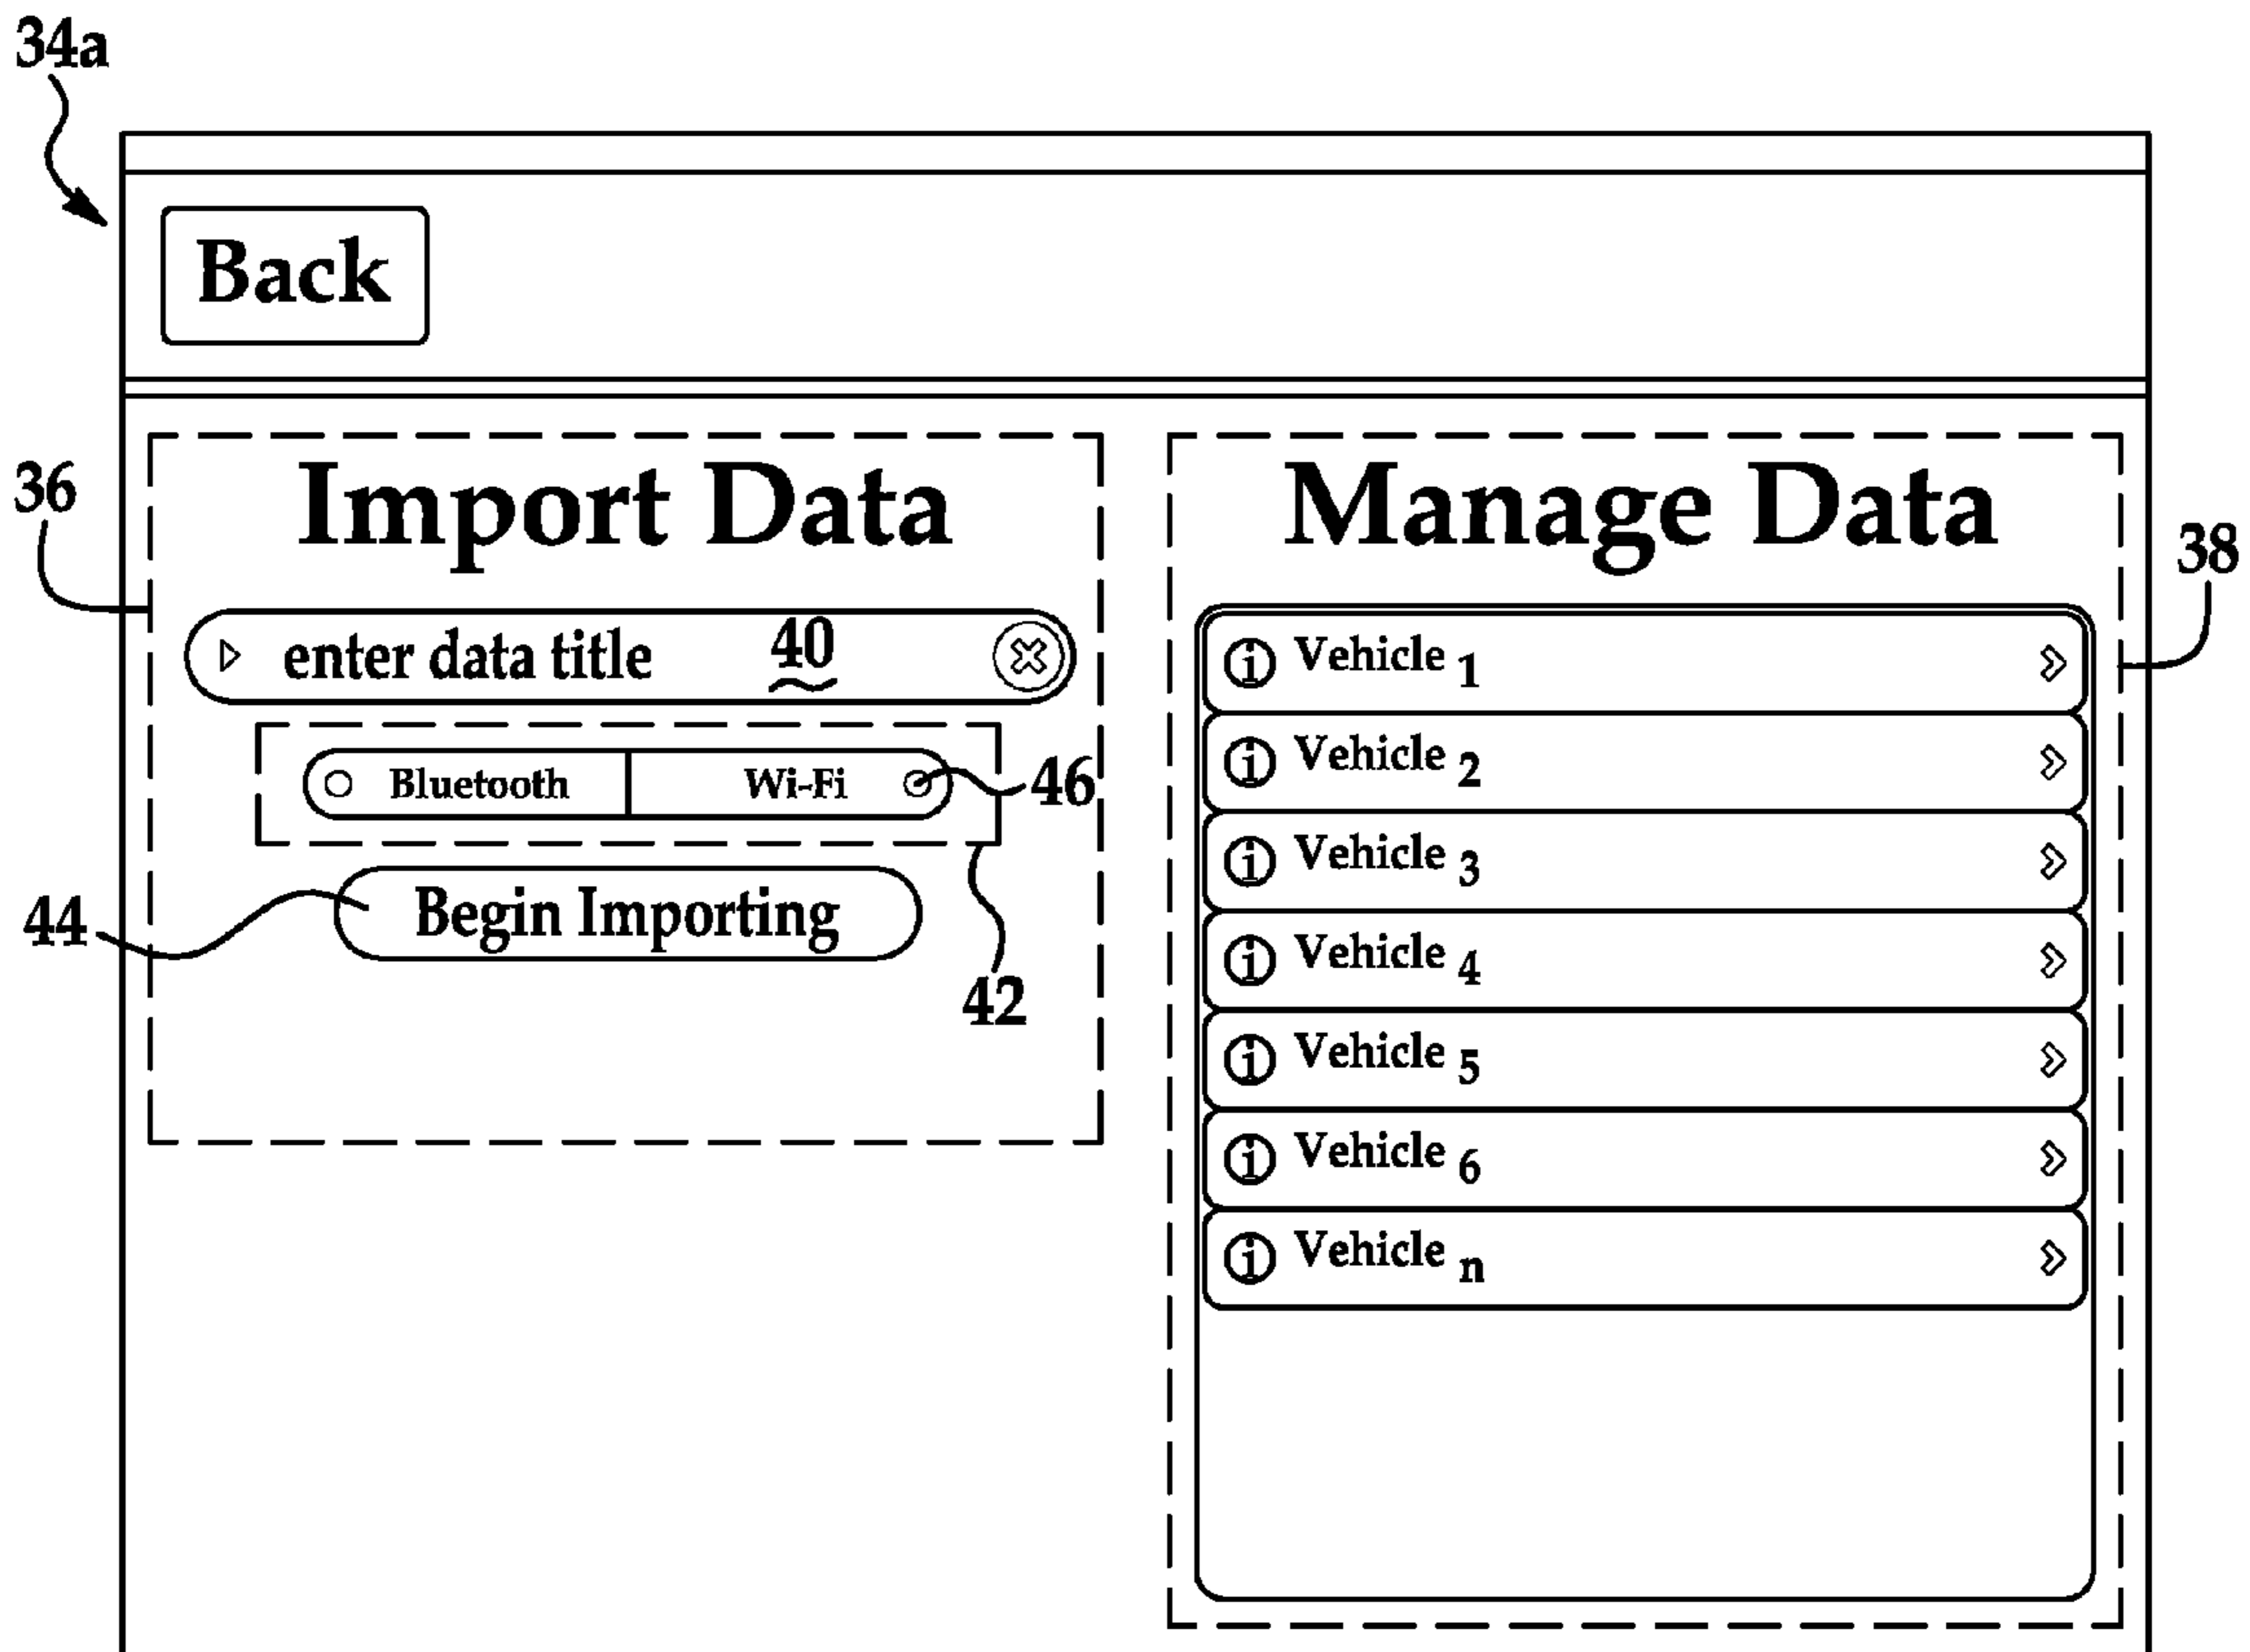 34a
Back
36
Import Data
enter data title 40
Bluetooth Wi-Fi 46
Begin Importing
44
42
Manage Data
38
Vehicle 1
Vehicle 2
Vehicle 3
Vehicle 4
Vehicle 5
Vehicle 6
Vehicle n